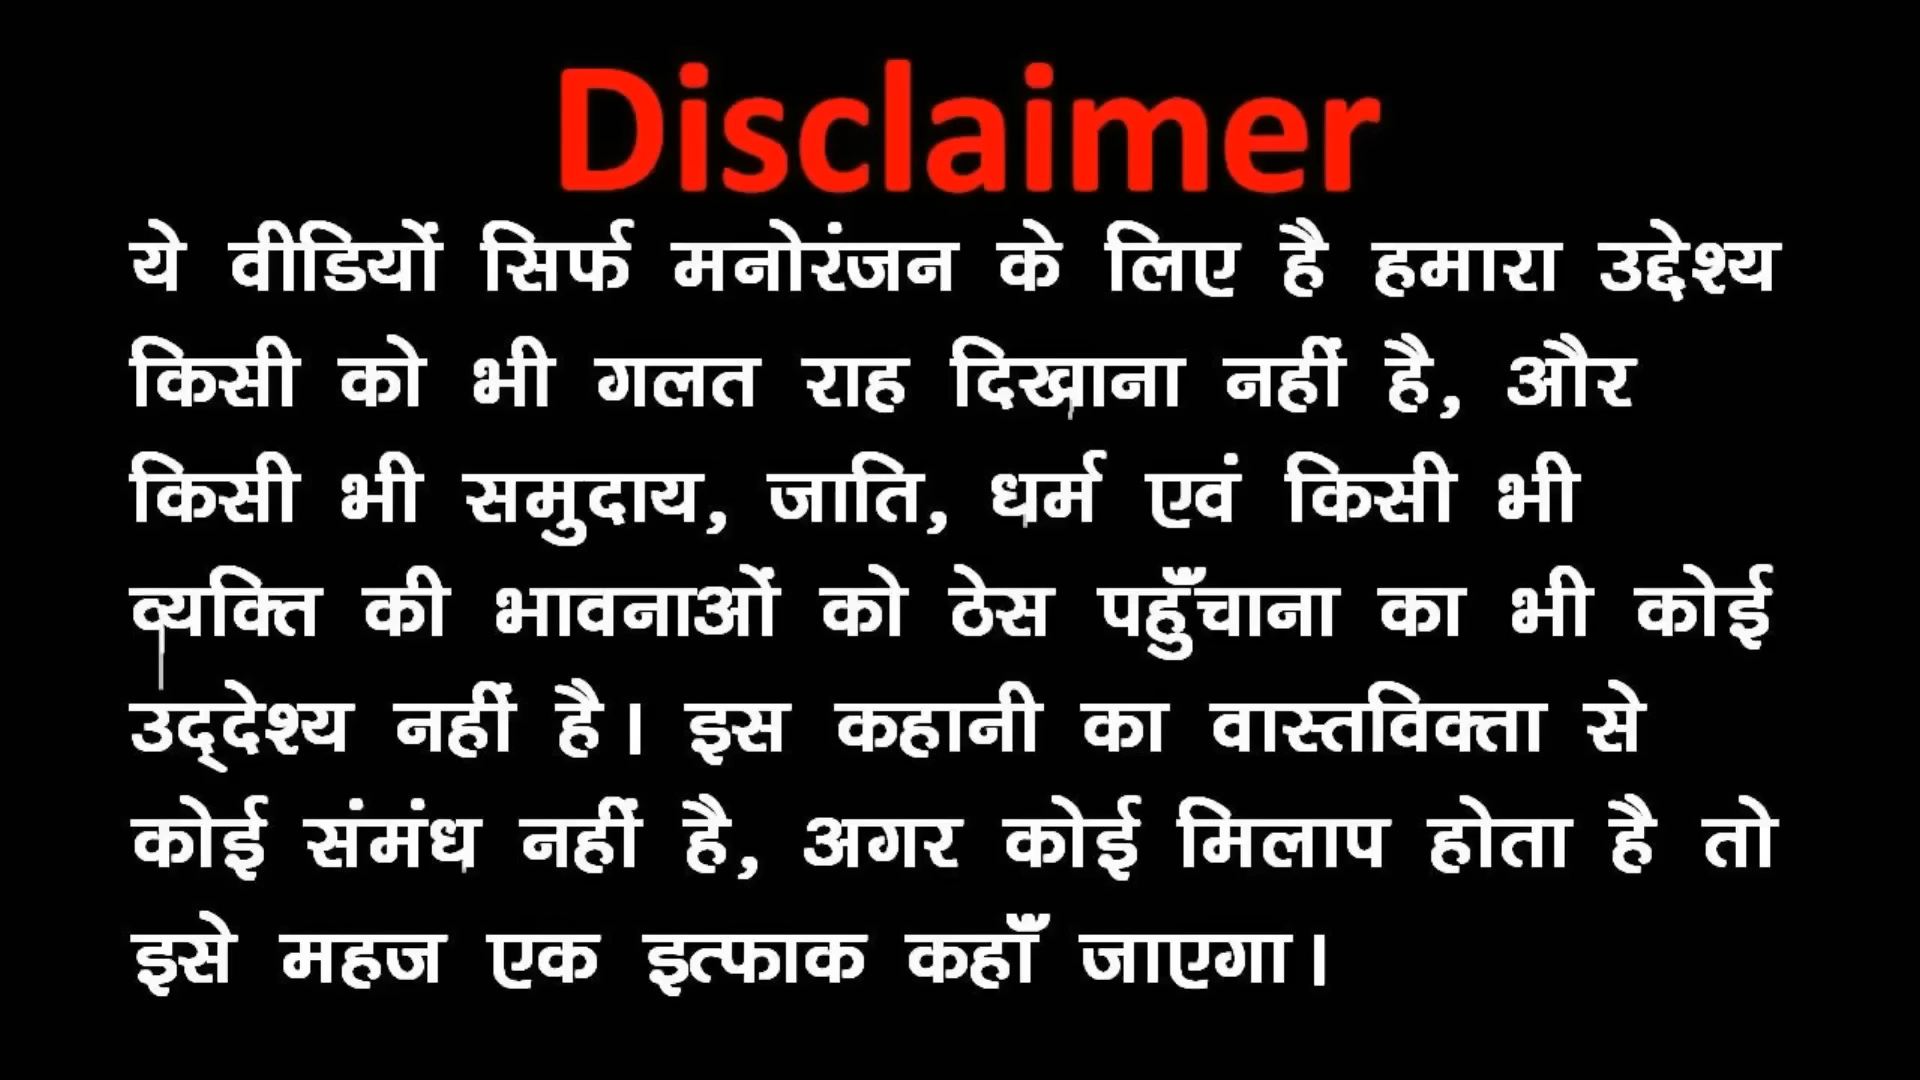 Disclaimer
ये वीडियों सिर्फ मनोरंजन के लिए है हमारा उद्देश्य
किसी को भी गलत राह दिखाना नहीं है, और
किसी भी समुदाय, जाति, धर्म एवं किसी भी
व्यक्ति की भावनाओं को ठेस पहुँचाना का भी कोई
उद्‌देश्य नहीं है। इस कहानी का वास्तविक्ता से
कोई संमंध नहीं है, अगर कोई मिलाप होता है तो
इसे महज एक इत्फाक कहाँ जाएगा।